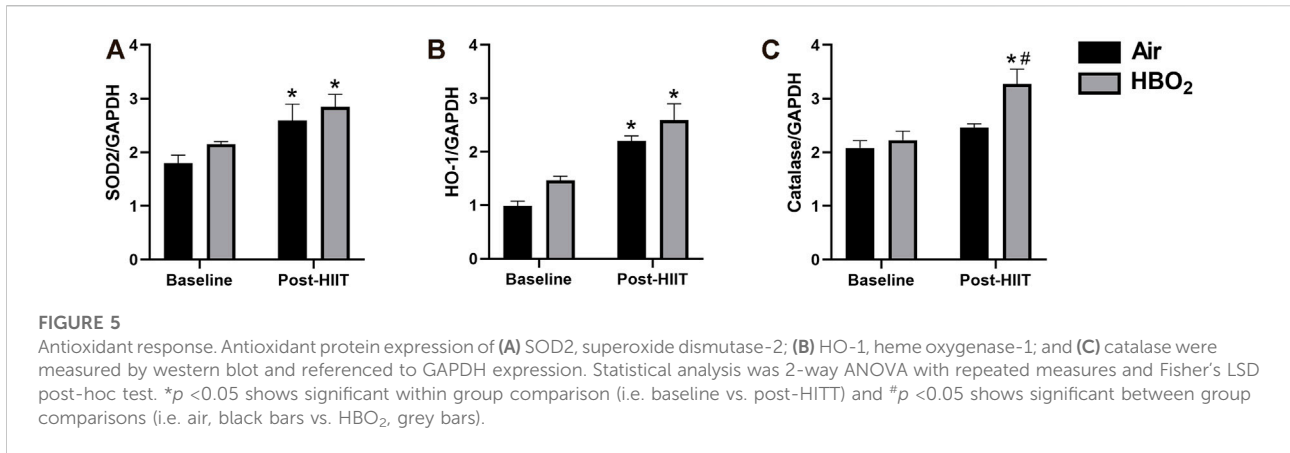 A
4
3
2
1
0
SOD2/GAPDH
* *
Baseline Post-HIIT
B
4
3
2
1
0
HO-1/GAPDH
* *
Baseline Post-HIIT
C
4
3
2
1
0
Catalase/GAPDH
*#
Baseline Post-HIIT
Air
HBO₂
FIGURE 5
Antioxidant response. Antioxidant protein expression of (A) SOD2, superoxide dismutase-2; (B) HO-1, heme oxygenase-1; and (C) catalase were
measured by western blot and referenced to GAPDH expression. Statistical analysis was 2-way ANOVA with repeated measures and Fisher's LSD
post-hoc test. *p <0.05 shows significant within group comparison (i.e. baseline vs. post-HITT) and #p <0.05 shows significant between group
comparisons (i.e. air, black bars vs. HBO₂, grey bars).